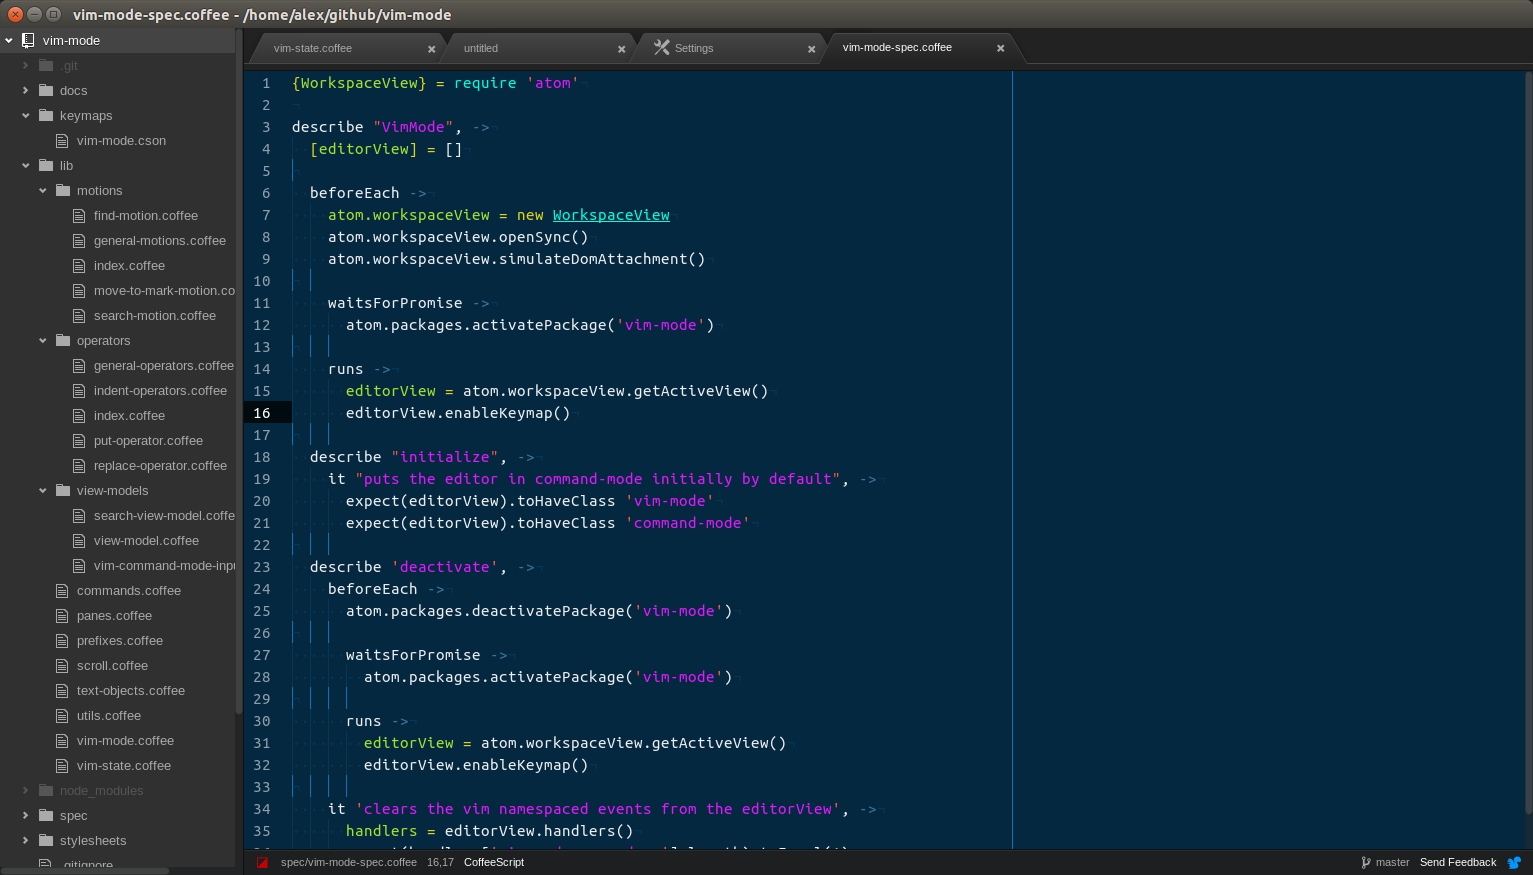 vim-mode-spec.coffee - /home/alex/github/vim-mode
vim-mode
.git
docs
keymaps
vim-mode.cson
lib
motions
find-motion.coffee
general-motions.coffee
index.coffee
move-to-mark-motion.co
search-motion.coffee
operators
general-operators.coffee
indent-operators.coffee
index.coffee
put-operator.coffee
replace-operator.coffee
view-models
search-view-model.coffe
view-model.coffee
vim-command-mode-inpu
commands.coffee
panes.coffee
prefixes.coffee
scroll.coffee
text-objects.coffee
utils.coffee
vim-mode.coffee
vim-state.coffee
node_modules
spec
stylesheets
.gitignore
vim-state.coffee
untitled
Settings
vim-mode-spec.coffee
1 {WorkspaceView} = require 'atom'
2
3 describe "VimMode", ->
4 [editorView] = []
5
6 beforeEach ->
7 atom.workspaceView = new WorkspaceView
8 atom.workspaceView.openSync()
9 atom.workspaceView.simulateDomAttachment()
10
11 waitsForPromise ->
12 atom.packages.activatePackage('vim-mode')
13
14 runs ->
15 editorView = atom.workspaceView.getActiveView()
16 editorView.enableKeymap()
17
18 describe "initialize", ->
19 it "puts the editor in command-mode initially by default", ->
20 expect(editorView).toHaveClass 'vim-mode'
21 expect(editorView).toHaveClass 'command-mode'
22
23 describe 'deactivate', ->
24 beforeEach ->
25 atom.packages.deactivatePackage('vim-mode')
26
27 waitsForPromise ->
28 atom.packages.activatePackage('vim-mode')
29
30 runs ->
31 editorView = atom.workspaceView.getActiveView()
32 editorView.enableKeymap()
33
34 it 'clears the vim namespaced events from the editorView', ->
35 handlers = editorView.handlers()
spec/vim-mode-spec.coffee 16,17 CoffeeScript
master Send Feedback